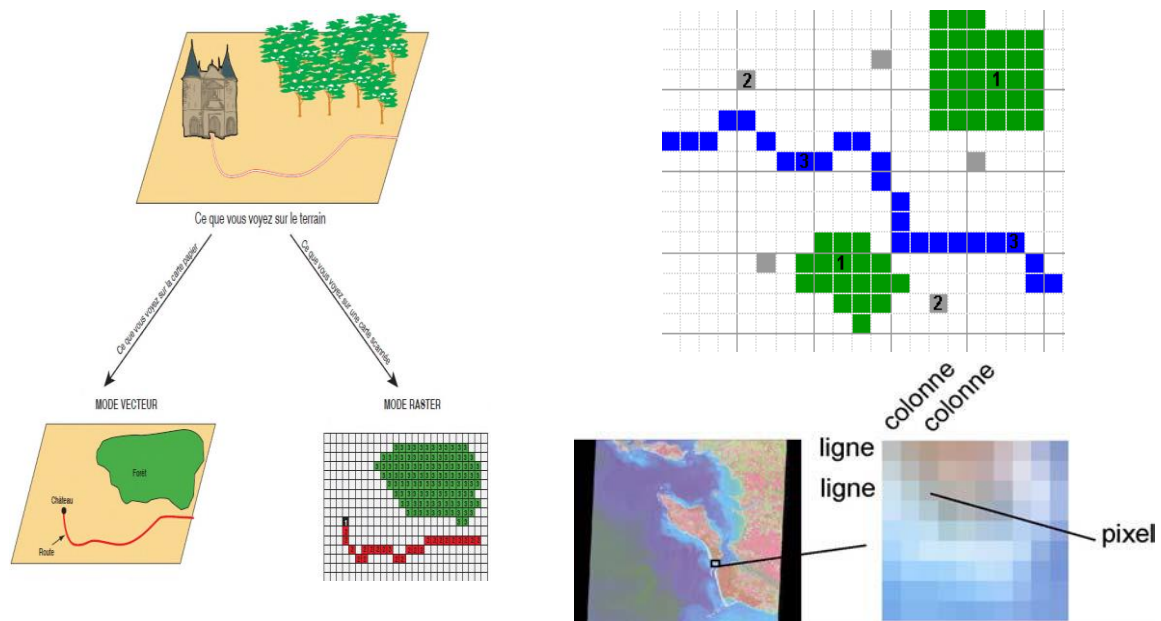 Ce que vous voyez sur le terrain
Ce que vous voyez sur la carte papier
Ce que vous voyez sur une carte scannée
MODE VECTEUR
MODE RASTER
Forêt
Château
Route
1
2
3
3
1
2
colonne
colonne
ligne
ligne
pixel